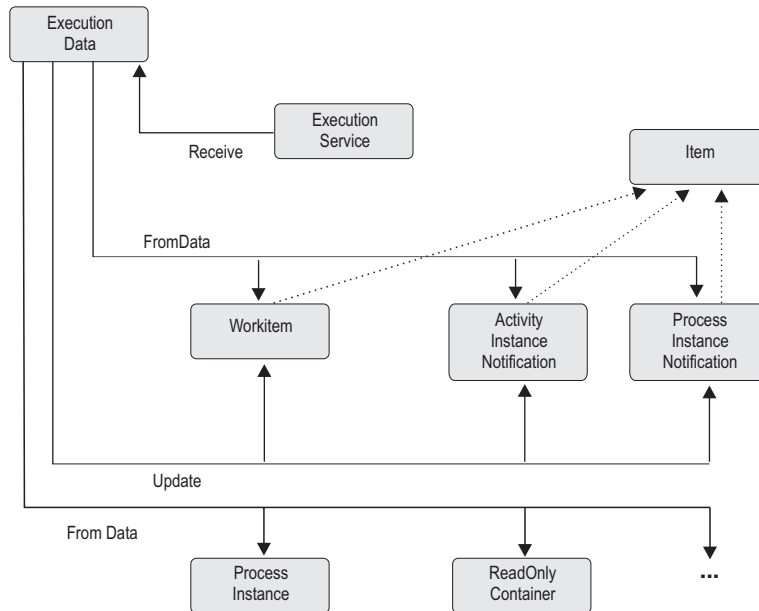 Execution
Data
Execution
Service
Receive
Item
FromData
Workitem
Activity
Instance
Notification
Process
Instance
Notification
Update
From Data
Process
Instance
ReadOnly
Container
...